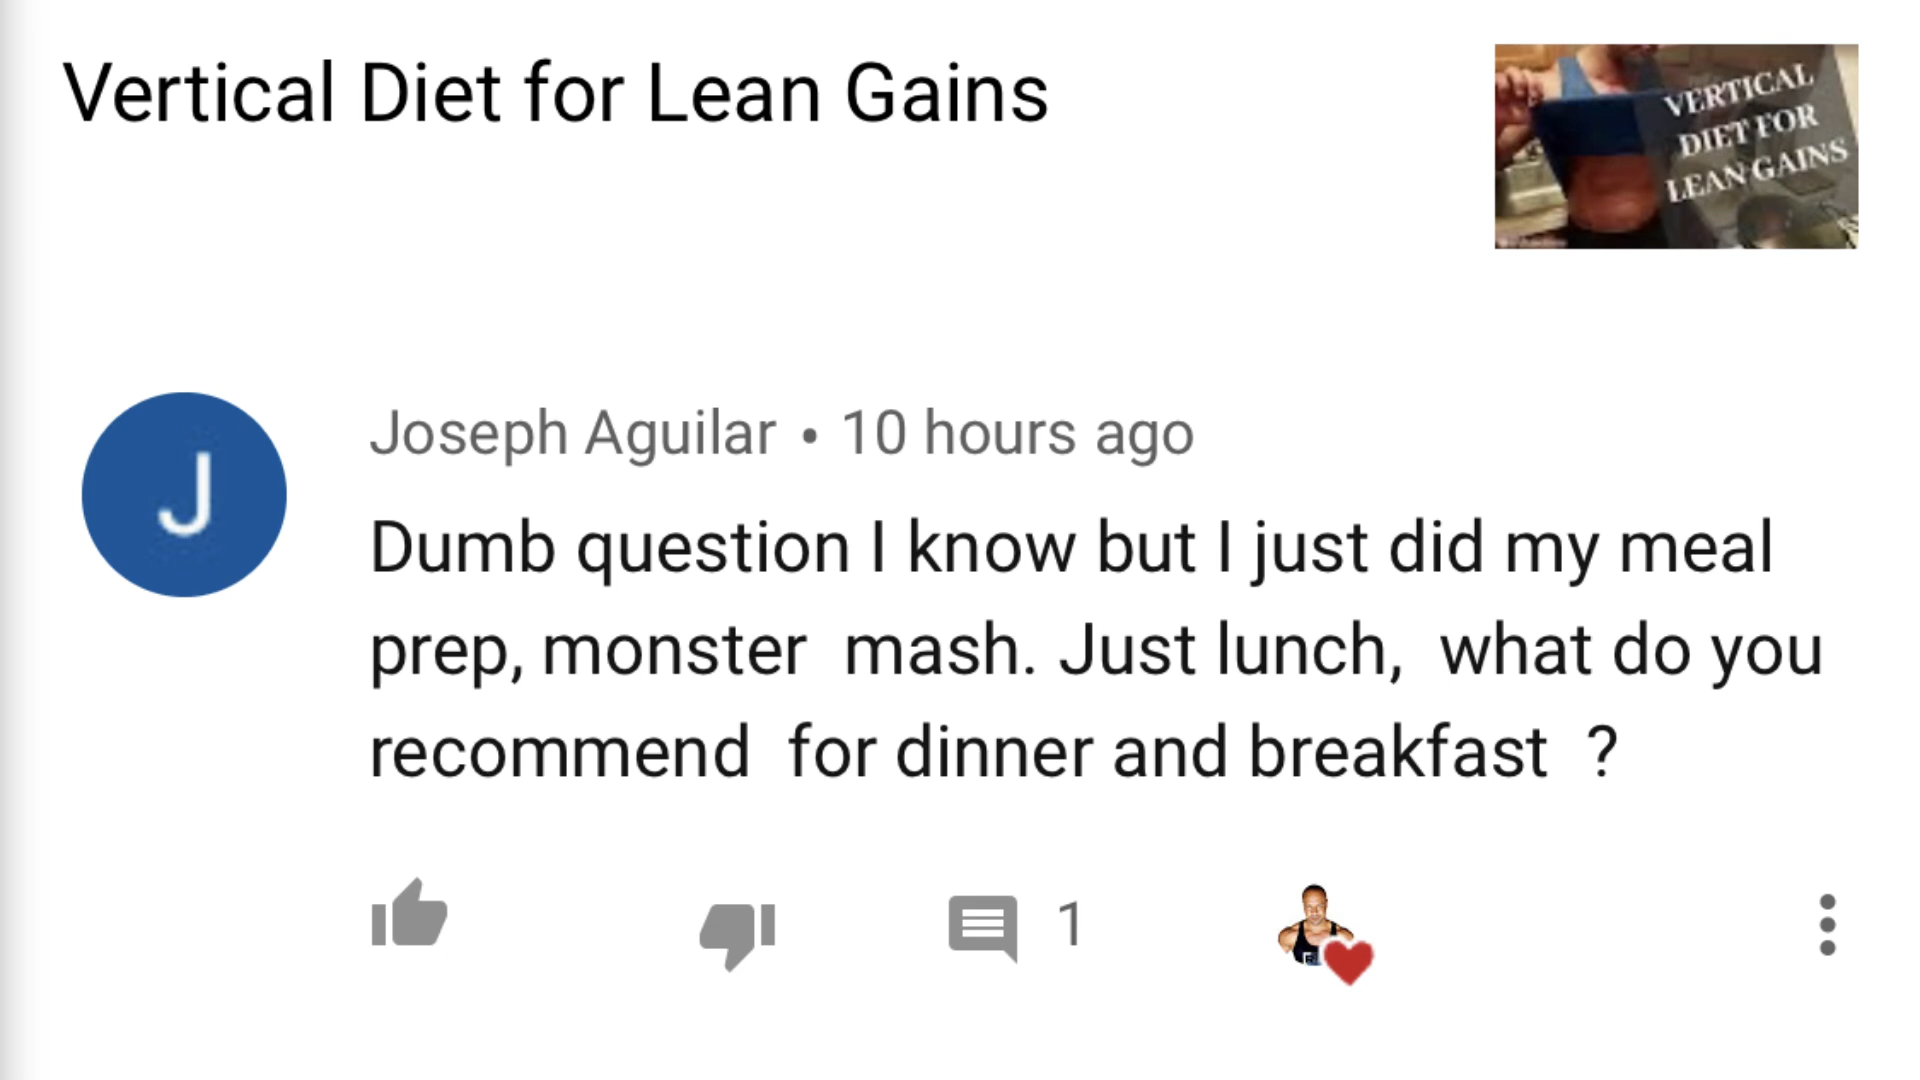 Vertical Diet for Lean Gains
VERTICAL
DIET FOR
LEAN GAINS
J
Joseph Aguilar • 10 hours ago
Dumb question I know but I just did my meal
prep, monster  mash. Just lunch,  what do you
recommend  for dinner and breakfast  ?
1